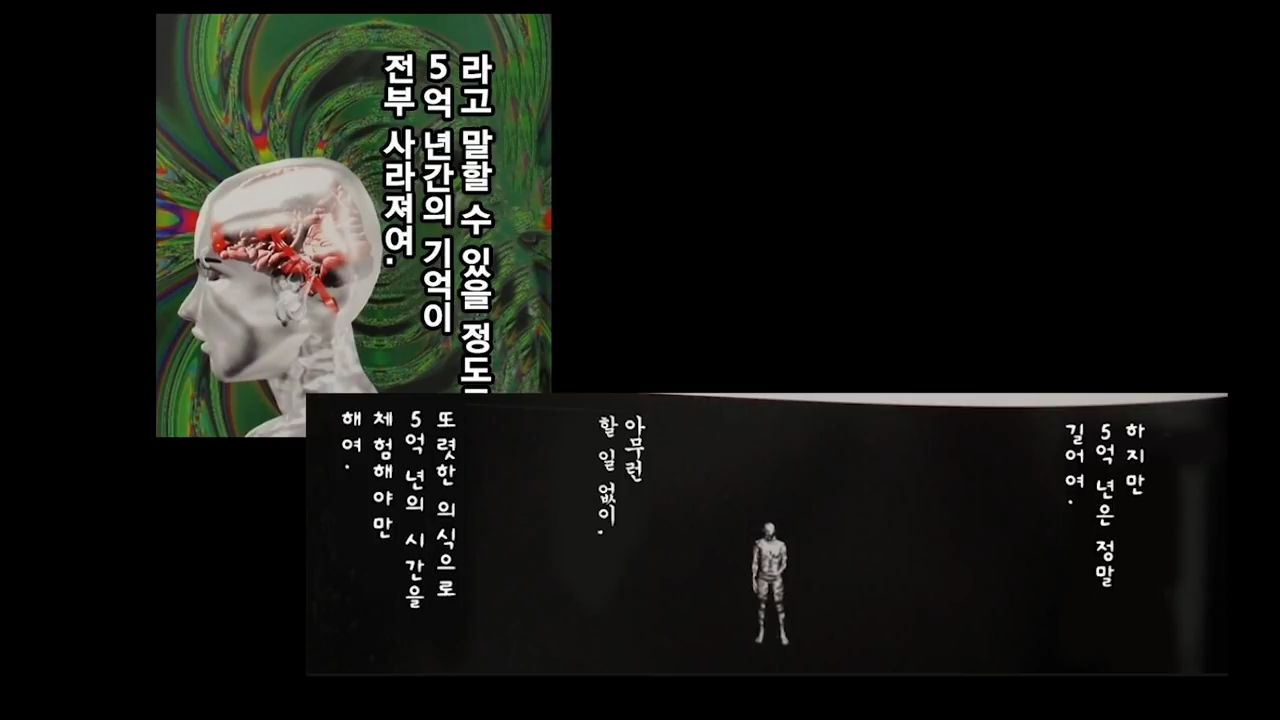 라고 말할 수 있을 정도
5억 년간의 기억이
전부 사라져여.
하지만
5억 년은 정말
길어여.
아무런
할 일 없이.
또렷한 의식으로
5억 년의 시간을
체험해야만
해여.